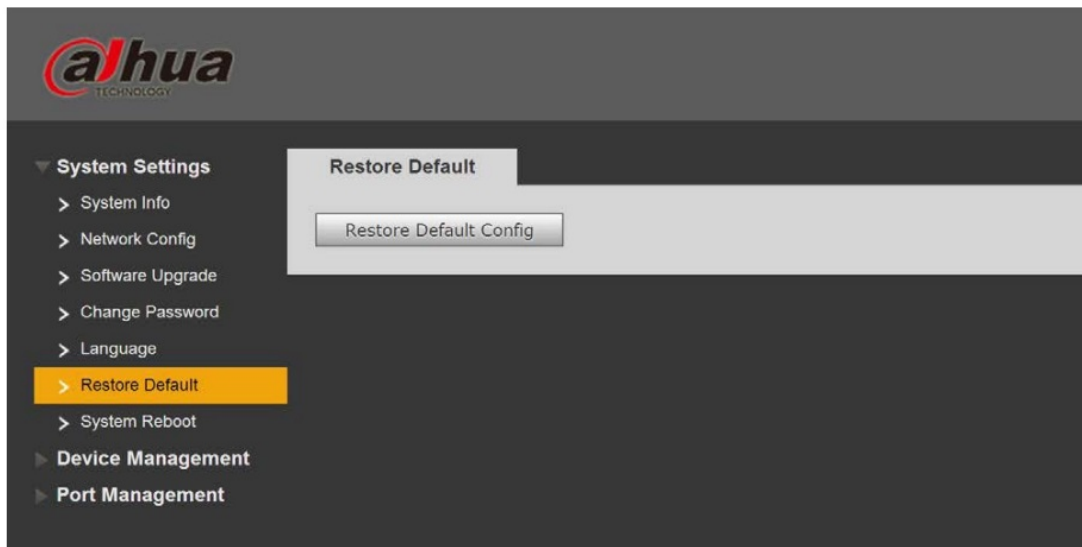 alhua
TECHNOLOGY
System Settings
System Info
Network Config
Software Upgrade
Change Password
Language
Restore Default
System Reboot
Device Management
Port Management
Restore Default
Restore Default Config